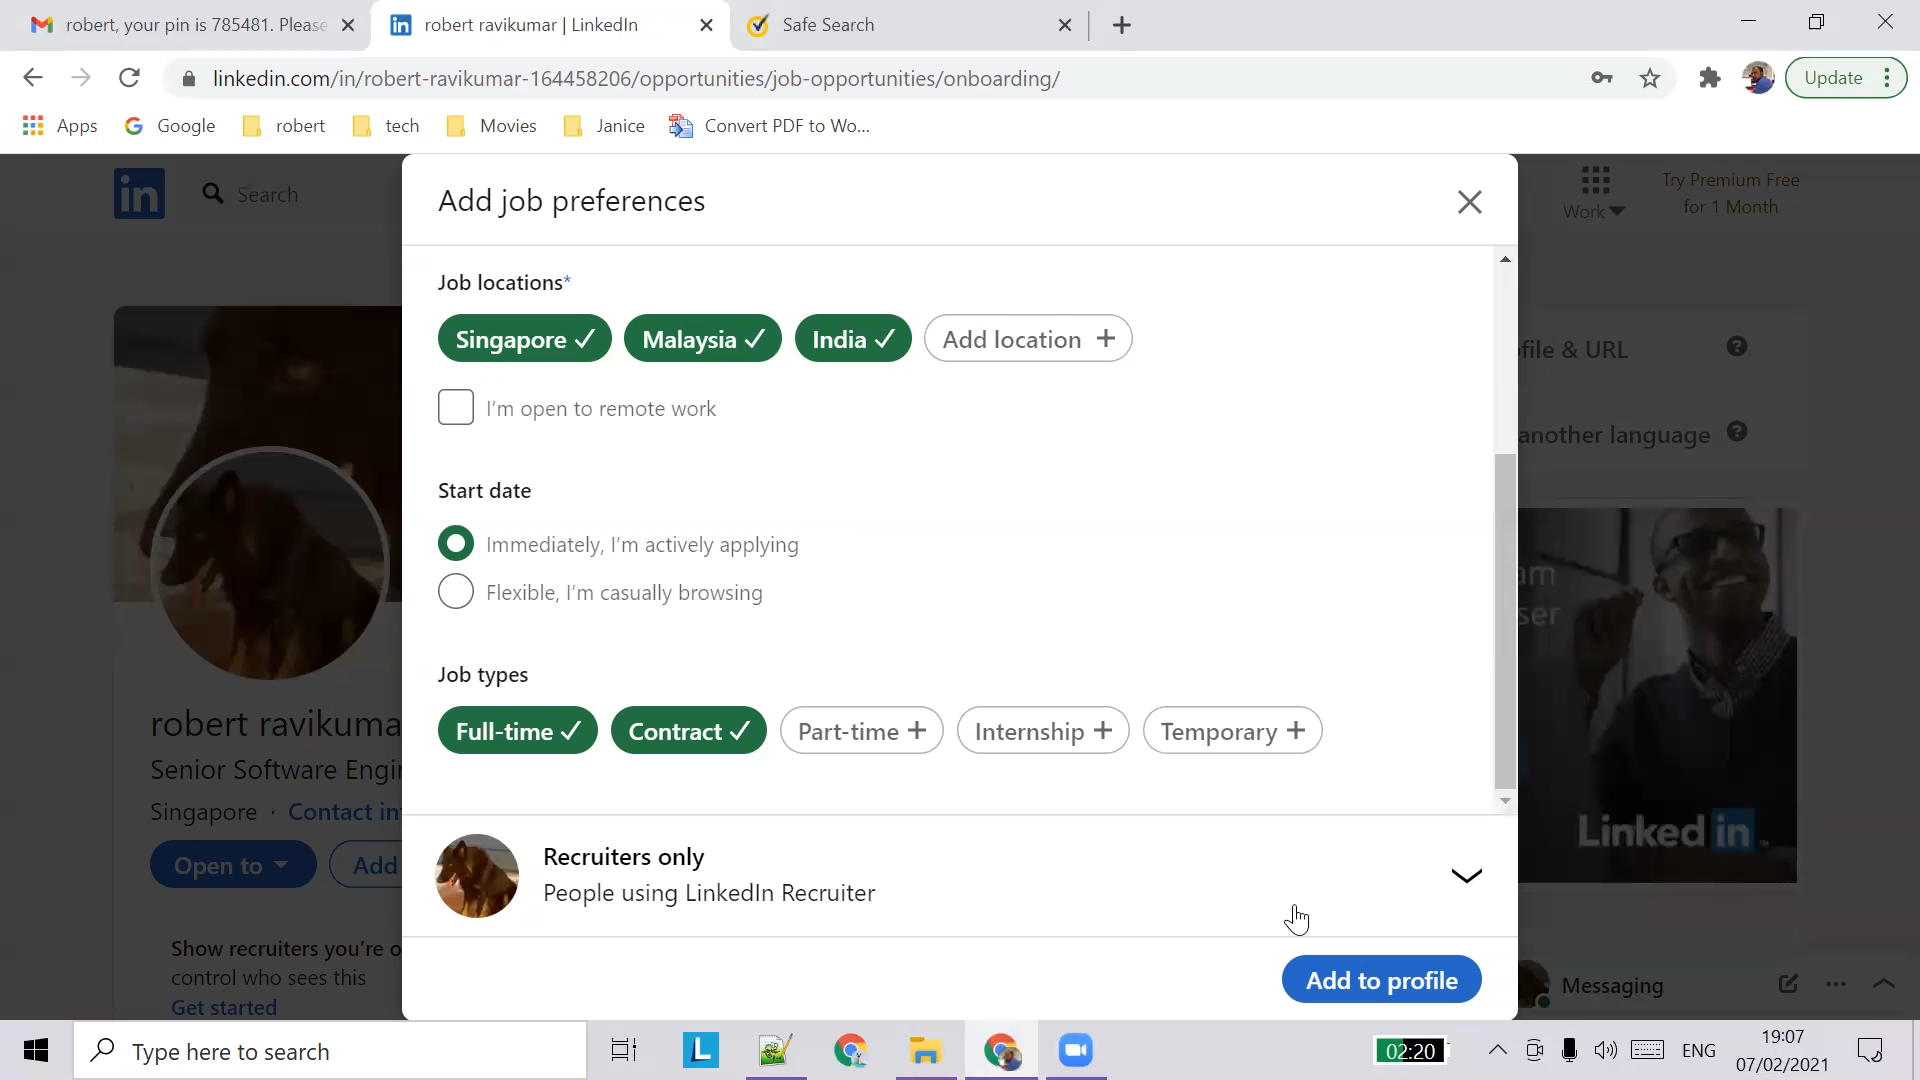 robert, your pin is 785481. Please
robert ravikumar | LinkedIn
Safe Search
linkedin.com/in/robert-ravikumar-164458206/opportunities/job-opportunities/onboarding/
Update
Apps
Google
robert
tech
Movies
Janice
Convert PDF to Wo...
in
Search
Add job preferences
Work
Try Premium Free
for 1 Month
Job locations*
Singapore
Malaysia
India
Add location
I'm open to remote work
Start date
Immediately, I'm actively applying
Flexible, I'm casually browsing
Job types
Full-time
Contract
Part-time
Internship
Temporary
Recruiters only
People using LinkedIn Recruiter
Add to profile
ofile & URL
another language
am
ser
Linked in
robert ravikuma
Senior Software Engi
Singapore · Contact in
Open to
Add
Show recruiters you're o
control who sees this
Get started
Messaging
Type here to search
L
02:20
ENG
19:07
07/02/2021